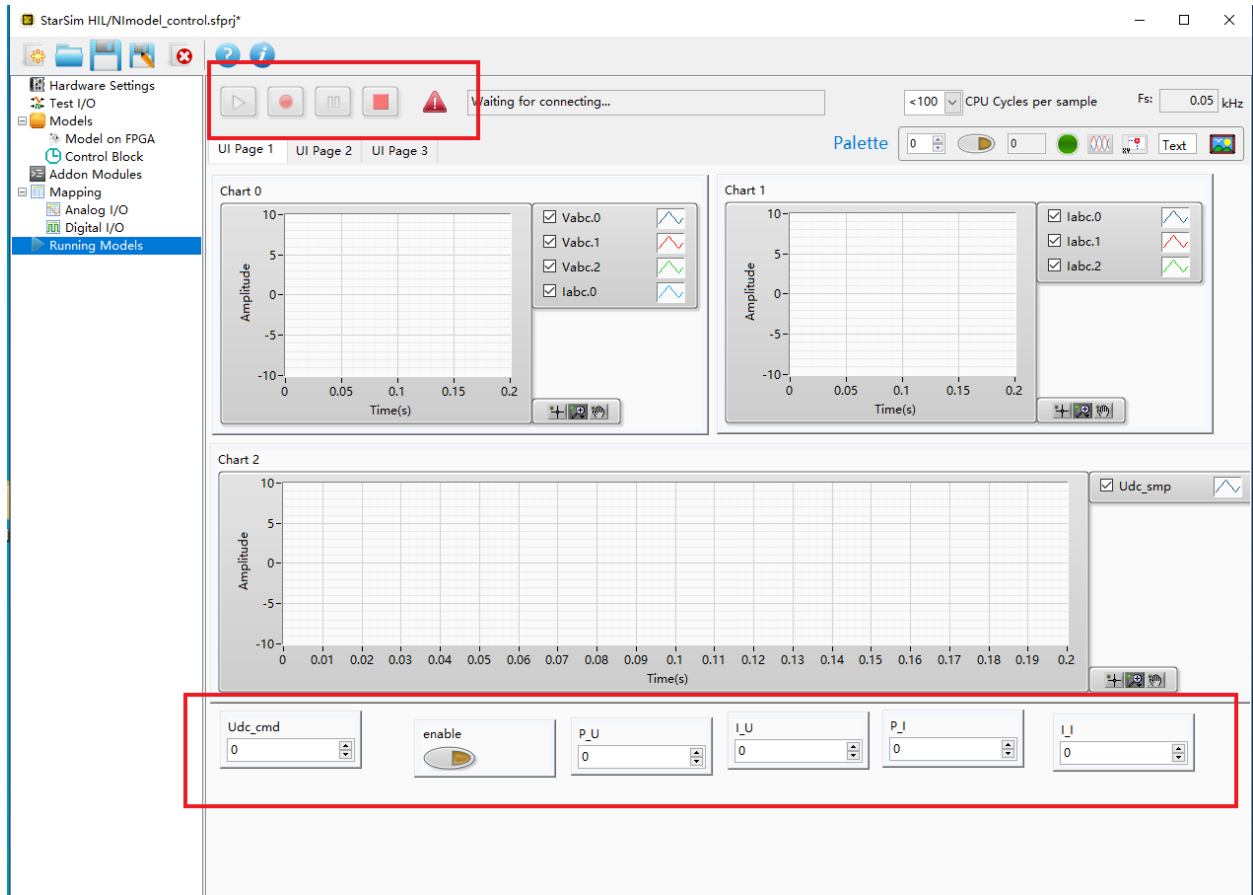 StarSim HIL/NImodel_control.sfprj*
Hardware Settings
Test I/O
Models
Model on FPGA
Control Block
Addon Modules
Mapping
Analog I/O
Digital I/O
Running Models
Waiting for connecting...
<100 CPU Cycles per sample Fs: 0.05 kHz
Palette 0 0 Text
UI Page 1 UI Page 2 UI Page 3
Chart 0
Amplitude
10
5
0
-5
-10
0 0.05 0.1 0.15 0.2
Time(s)
Vabc.0
Vabc.1
Vabc.2
Iabc.0
Chart 1
Amplitude
10
5
0
-5
-10
0 0.05 0.1 0.15 0.2
Time(s)
Iabc.0
Iabc.1
Iabc.2
Chart 2
Amplitude
10
5
0
-5
-10
0 0.01 0.02 0.03 0.04 0.05 0.06 0.07 0.08 0.09 0.1 0.11 0.12 0.13 0.14 0.15 0.16 0.17 0.18 0.19 0.2
Time(s)
Udc_smp
Udc_cmd
0
enable
P_U
0
I_U
0
P_I
0
I_I
0